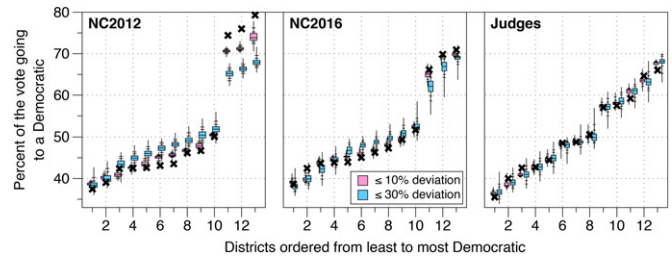 NC2012
NC2016
Judges
Percent of the vote going
to a Democratic
80
70
60
50
40
2 4 6 8 10 12
2 4 6 8 10 12
2 4 6 8 10 12
≤ 10% deviation
≤ 30% deviation
Districts ordered from least to most Democratic